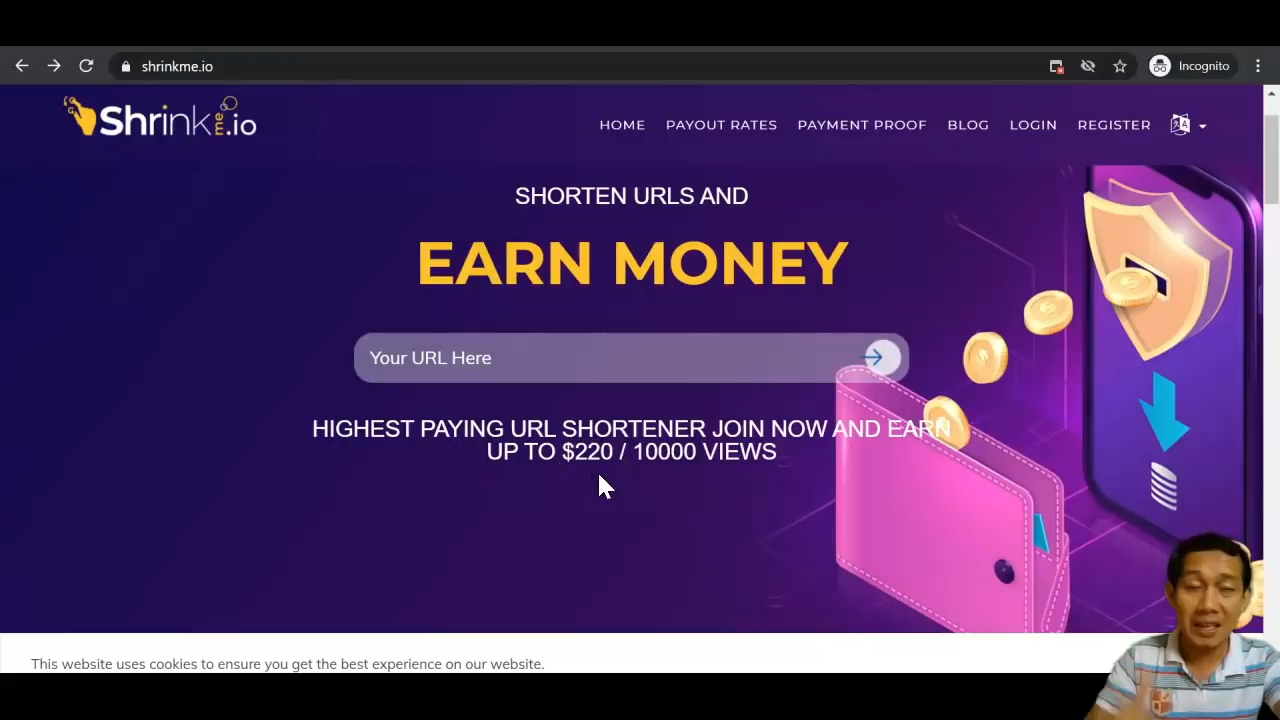 shrinkme.io
Incognito
Shrinkme.io
HOME PAYOUT RATES PAYMENT PROOF BLOG LOGIN REGISTER
SHORTEN URLS AND
EARN MONEY
Your URL Here
HIGHEST PAYING URL SHORTENER JOIN NOW AND EARN
UP TO $220 / 10000 VIEWS
This website uses cookies to ensure you get the best experience on our website.